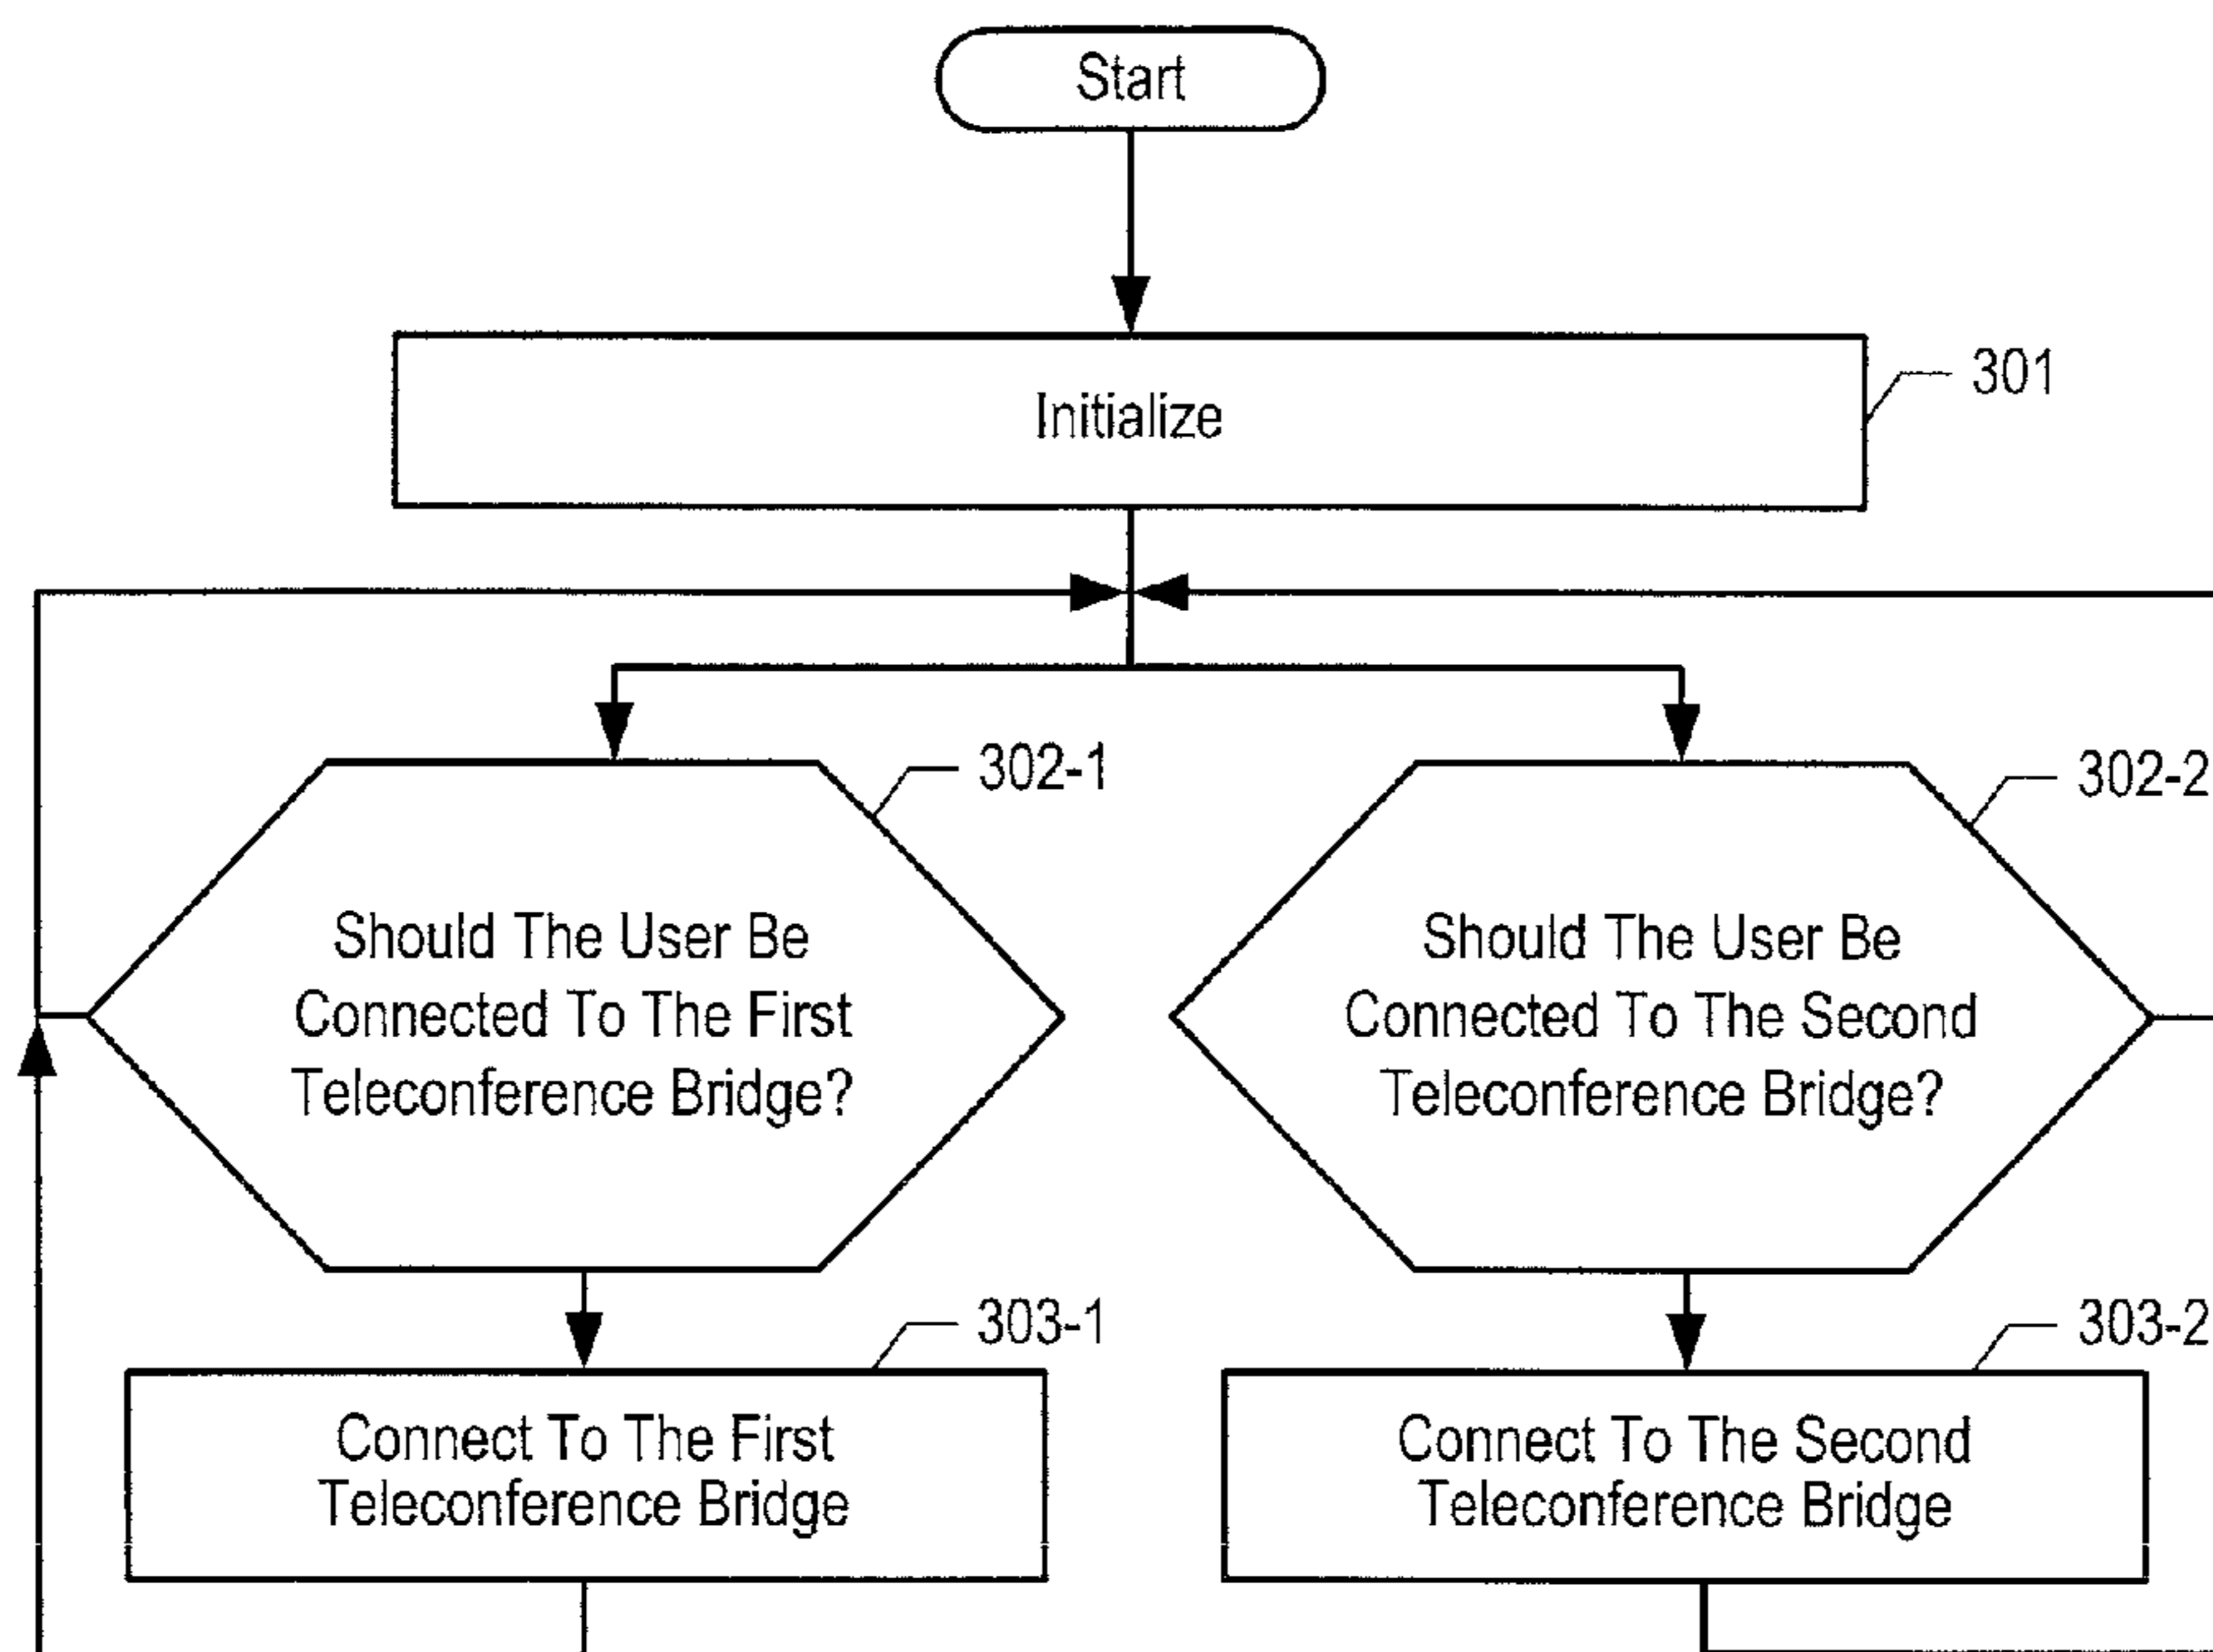 Start
Initialize
301
302-1
302-2
Should The User Be
Connected To The First
Teleconference Bridge?
Should The User Be
Connected To The Second
Teleconference Bridge?
303-1
303-2
Connect To The First
Teleconference Bridge
Connect To The Second
Teleconference Bridge